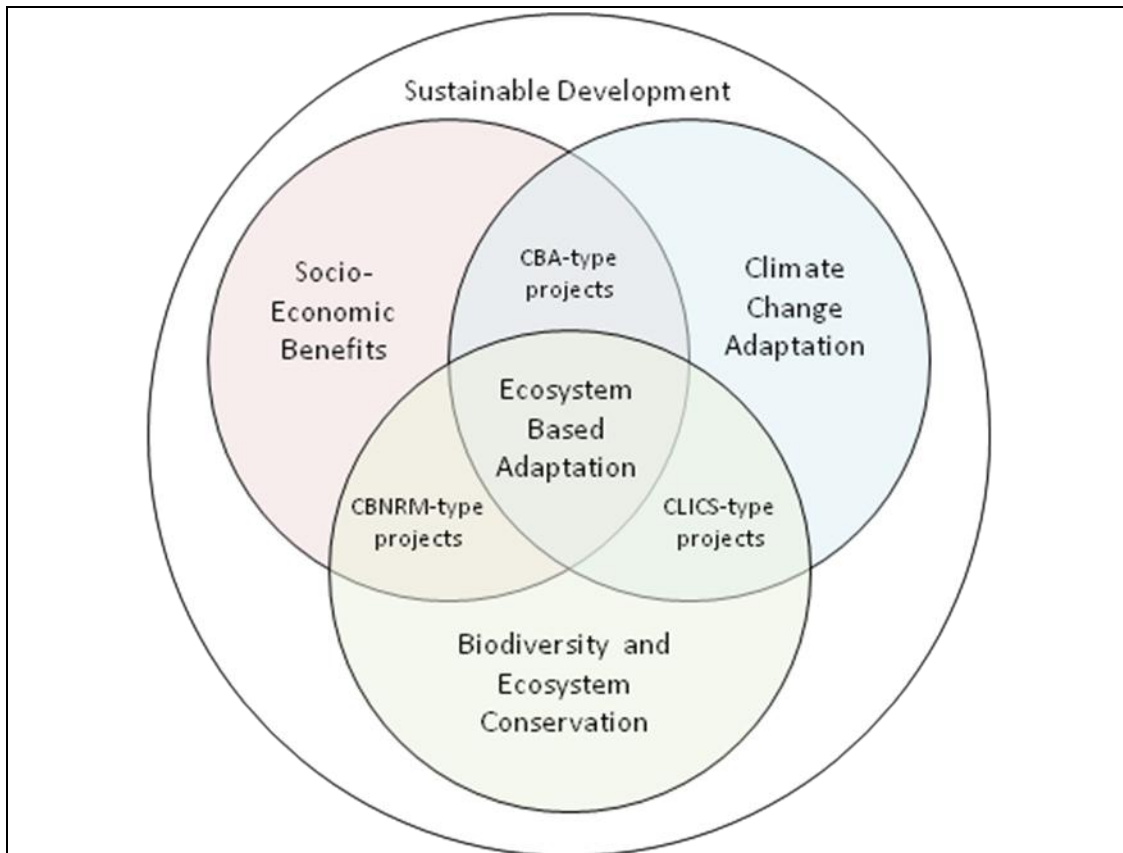 Sustainable Development
Socio-
Economic
Benefits
CBA-type
projects
Climate
Change
Adaptation
Ecosystem
Based
Adaptation
CBNRM-type
projects
CLICS-type
projects
Biodiversity and
Ecosystem
Conservation